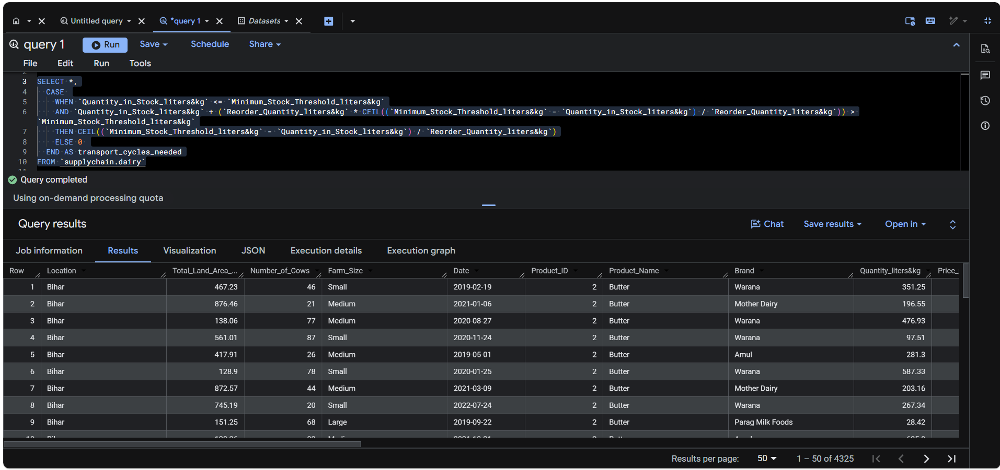 Untitled query
*query 1
Datasets
query 1
Run
Save
Schedule
Share
File
Edit
Run
Tools
2
3 SELECT *,
4 CASE
5 WHEN `Quantity_in_Stock_liters&kg` <= `Minimum_Stock_Threshold_liters&kg`
6 AND `Quantity_in_Stock_liters&kg` + (`Reorder_Quantity_liters&kg` * CEIL((`Minimum_Stock_Threshold_liters&kg` - `Quantity_in_Stock_liters&kg`) / `Reorder_Quantity_liters&kg`)) >
`Minimum_Stock_Threshold_liters&kg`
7 THEN CEIL((`Minimum_Stock_Threshold_liters&kg` - `Quantity_in_Stock_liters&kg`) / `Reorder_Quantity_liters&kg`)
8 ELSE 0
9 END AS transport_cycles_needed
10 FROM `supplychain.dairy`
11
Query completed
Using on-demand processing quota
Query results
Chat
Save results
Open in
Job information
Results
Visualization
JSON
Execution details
Execution graph
Row Location Total_Land_Area_... Number_of_Cows Farm_Size Date Product_ID Product_Name Brand Quantity_liters&kg Price_
1 Bihar 467.23 46 Small 2019-02-19 2 Butter Warana 351.25
2 Bihar 876.46 21 Medium 2021-01-06 2 Butter Mother Dairy 196.55
3 Bihar 138.06 77 Medium 2020-08-27 2 Butter Warana 476.93
4 Bihar 561.01 87 Small 2020-11-24 2 Butter Warana 97.51
5 Bihar 417.91 26 Medium 2019-05-01 2 Butter Amul 281.3
6 Bihar 128.9 78 Small 2020-01-25 2 Butter Warana 587.33
7 Bihar 872.57 44 Medium 2021-03-09 2 Butter Mother Dairy 203.16
8 Bihar 745.19 20 Small 2022-07-24 2 Butter Warana 267.34
9 Bihar 151.25 68 Large 2019-09-22 2 Butter Parag Milk Foods 28.42
Results per page: 50 1 – 50 of 4325